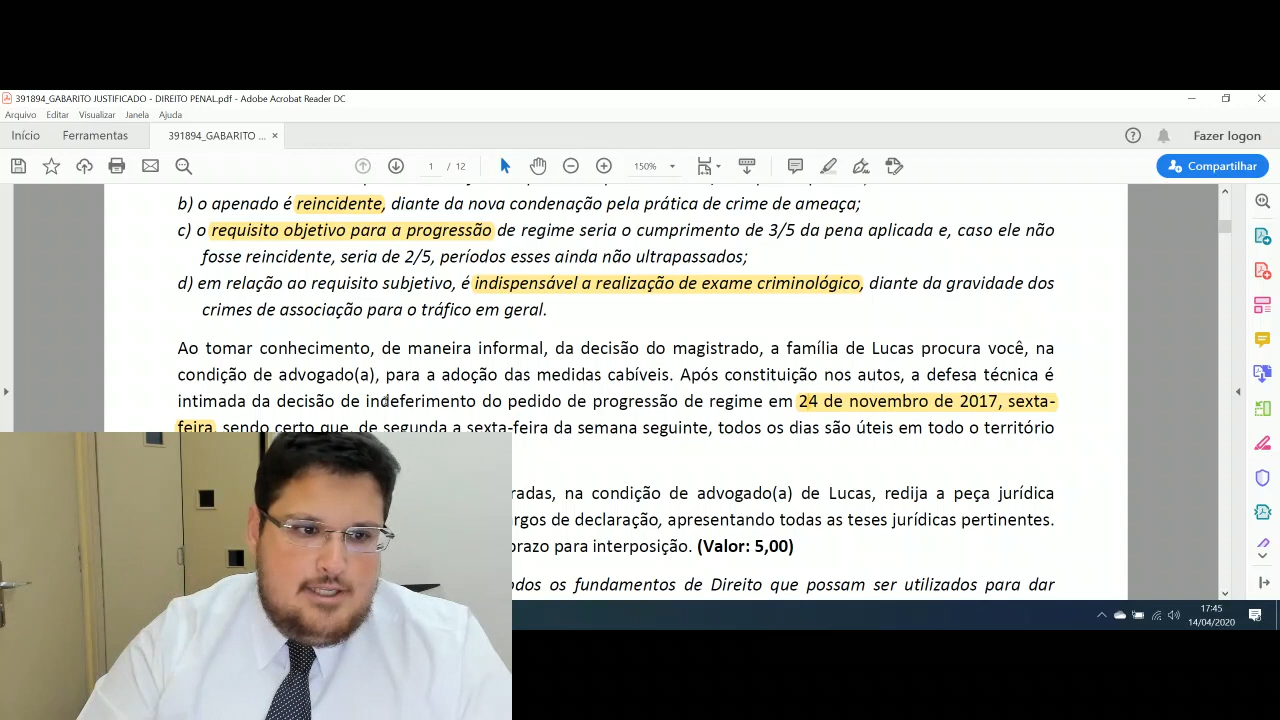 391894_GABARITO JUSTIFICADO - DIREITO PENAL.pdf - Adobe Acrobat Reader DC
Arquivo Editar Visualizar Janela Ajuda
Início Ferramentas 391894_GABARITO ... × Fazer logon
1 / 12 150% Compartilhar
b) o apenado é reincidente, diante da nova condenação pela prática de crime de ameaça;
c) o requisito objetivo para a progressão de regime seria o cumprimento de 3/5 da pena aplicada e, caso ele não
fosse reincidente, seria de 2/5, períodos esses ainda não ultrapassados;
d) em relação ao requisito subjetivo, é indispensável a realização de exame criminológico, diante da gravidade dos
crimes de associação para o tráfico em geral.
Ao tomar conhecimento, de maneira informal, da decisão do magistrado, a família de Lucas procura você, na
condição de advogado(a), para a adoção das medidas cabíveis. Após constituição nos autos, a defesa técnica é
intimada da decisão de indeferimento do pedido de progressão de regime em 24 de novembro de 2017, sexta-
feira, sendo certo que, de segunda a sexta-feira da semana seguinte, todos os dias são úteis em todo o território
na condição de advogado(a) de Lucas, redija a peça jurídica
de declaração, apresentando todas as teses jurídicas pertinentes.
prazo para interposição. (Valor: 5,00)
os fundamentos de Direito que possam ser utilizados para dar
17:45
14/04/2020